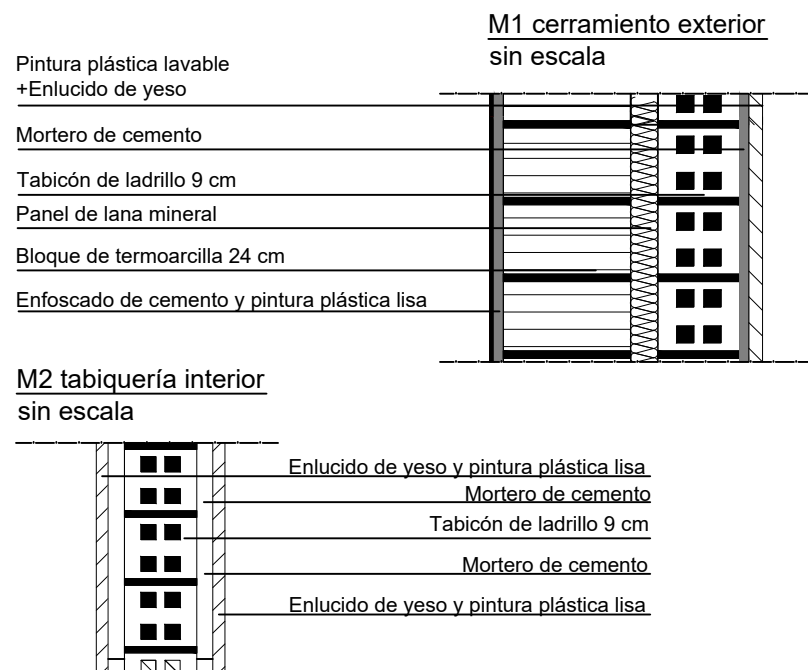 M1 cerramiento exterior
sin escala
Pintura plástica lavable
+Enlucido de yeso
Mortero de cemento
Tabicón de ladrillo 9 cm
Panel de lana mineral
Bloque de termoarcilla 24 cm
Enfoscado de cemento y pintura plástica lisa
M2 tabiquería interior
sin escala
Enlucido de yeso y pintura plástica lisa
Mortero de cemento
Tabicón de ladrillo 9 cm
Mortero de cemento
Enlucido de yeso y pintura plástica lisa